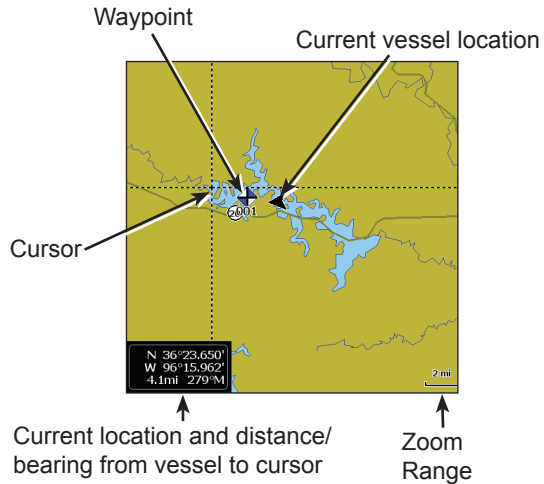 Waypoint
Current vessel location
001
Cursor
N 36°23.650'
W 96°15.962'
4.1mi 279°M
2 mi
Current location and distance/
bearing from vessel to cursor
Zoom
Range